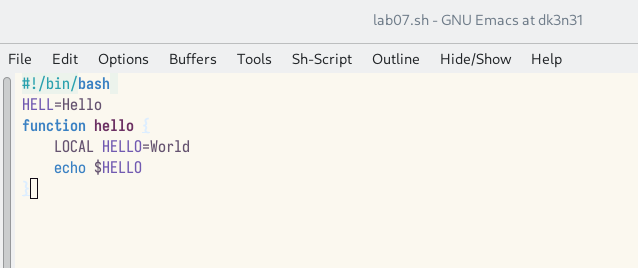 lab07.sh - GNU Emacs at dk3n31
File Edit Options Buffers Tools Sh-Script Outline Hide/Show Help
#!/bin/bash
HELL=Hello
function hello {
    LOCAL HELLO=World
    echo $HELLO
}